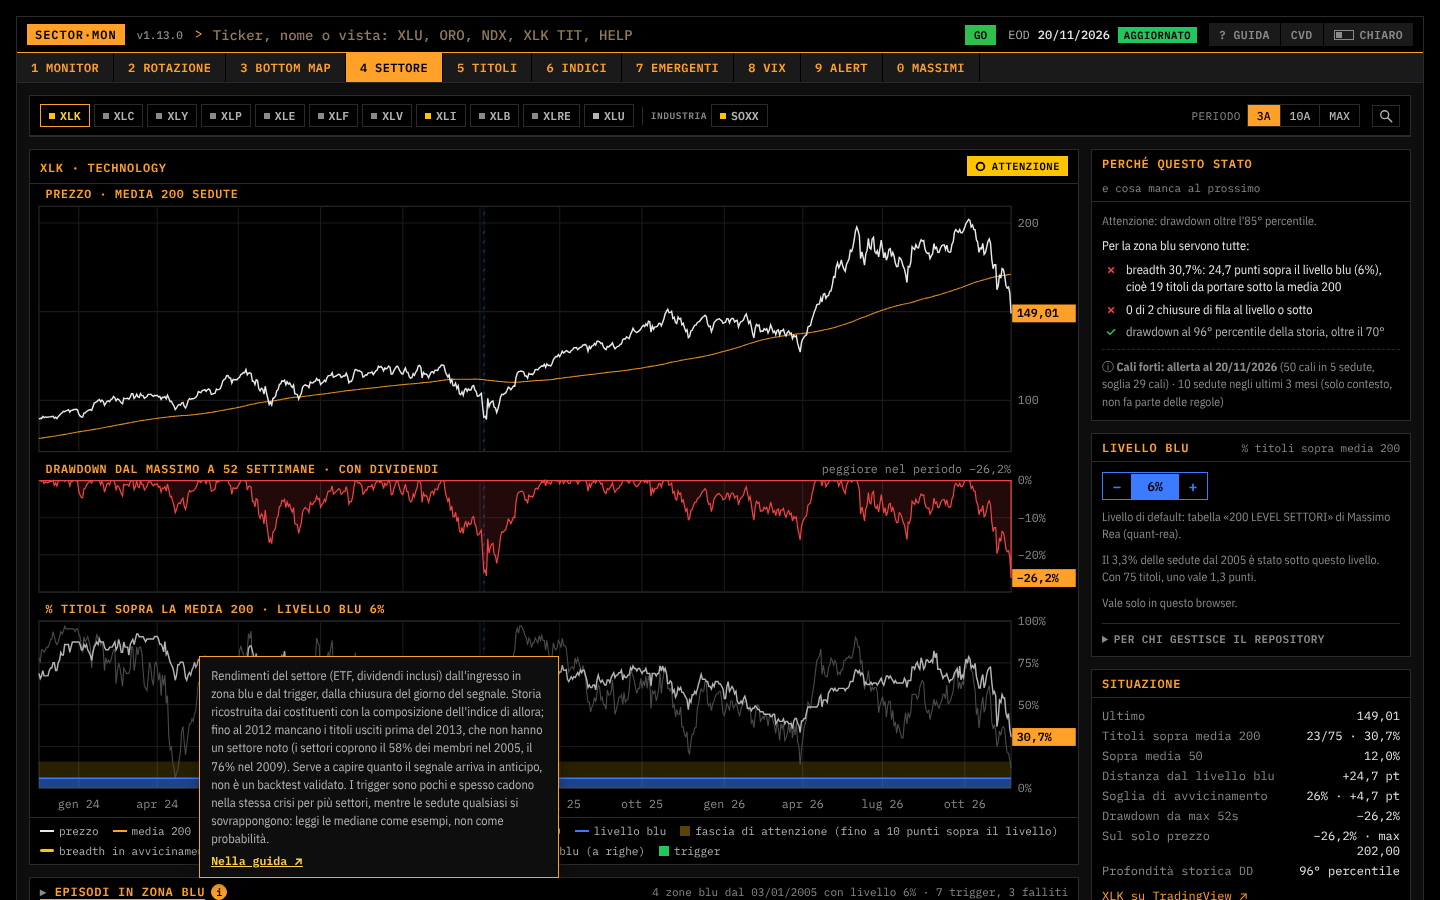 SECTOR·MON v1.13.0 > Ticker, nome o vista: XLU, ORO, NDX, XLK TIT, HELP GO EOD 20/11/2026 AGGIORNATO ? GUIDA CVD CHIARO
1 MONITOR 2 ROTAZIONE 3 BOTTOM MAP 4 SETTORE 5 TITOLI 6 INDICI 7 EMERGENTI 8 VIX 9 ALERT 0 MASSIMI
XLK XLC XLY XLP XLE XLF XLV XLI XLB XLRE XLU INDUSTRIA SOXX PERIODO 3A 10A MAX
XLK · TECHNOLOGY ATTENZIONE
PREZZO · MEDIA 200 SEDUTE
200
149,01
100
DRAWDOWN DAL MASSIMO A 52 SETTIMANE · CON DIVIDENDI peggiore nel periodo −26,2%
0%
−10%
−20%
−26,2%
% TITOLI SOPRA LA MEDIA 200 · LIVELLO BLU 6%
100%
75%
50%
30,7%
0%
gen 24 apr 24 25 ott 25 gen 26 apr 26 lug 26 ott 26
prezzo media 200 livello blu fascia di attenzione (fino a 10 punti sopra il livello)
breadth in avviciname blu (a righe) trigger
Rendimenti del settore (ETF, dividendi inclusi) dall'ingresso in
zona blu e dal trigger, dalla chiusura del giorno del segnale. Storia
ricostruita dai costituenti con la composizione dell'indice di allora;
fino al 2012 mancano i titoli usciti prima del 2013, che non hanno
un settore noto (i settori coprono il 58% dei membri nel 2005, il
76% nel 2009). Serve a capire quanto il segnale arriva in anticipo,
non è un backtest validato. I trigger sono pochi e spesso cadono
nella stessa crisi per più settori, mentre le sedute qualsiasi si
sovrappongono: leggi le mediane come esempi, non come
probabilità.
Nella guida ↗
▶ EPISODI IN ZONA BLU i 4 zone blu dal 03/01/2005 con livello 6% · 7 trigger, 3 falliti
PERCHÉ QUESTO STATO
e cosa manca al prossimo
Attenzione: drawdown oltre l'85° percentile.
Per la zona blu servono tutte:
× breadth 30,7%: 24,7 punti sopra il livello blu (6%),
cioè 19 titoli da portare sotto la media 200
× 0 di 2 chiusure di fila al livello o sotto
✓ drawdown al 96° percentile della storia, oltre il 70°
ⓘ Cali forti: allerta al 20/11/2026 (50 cali in 5 sedute,
soglia 29 cali) · 10 sedute negli ultimi 3 mesi (solo contesto,
non fa parte delle regole)
LIVELLO BLU % titoli sopra media 200
− 6% +
Livello di default: tabella «200 LEVEL SETTORI» di Massimo
Rea (quant-rea).
Il 3,3% delle sedute dal 2005 è stato sotto questo livello.
Con 75 titoli, uno vale 1,3 punti.
Vale solo in questo browser.
▶ PER CHI GESTISCE IL REPOSITORY
SITUAZIONE
Ultimo 149,01
Titoli sopra media 200 23/75 · 30,7%
Sopra media 50 12,0%
Distanza dal livello blu +24,7 pt
Soglia di avvicinamento 26% · +4,7 pt
Drawdown da max 52s −26,2%
Sul solo prezzo −26,2% · max
202,00
Profondità storica DD 96° percentile
XLK su TradingView ↗